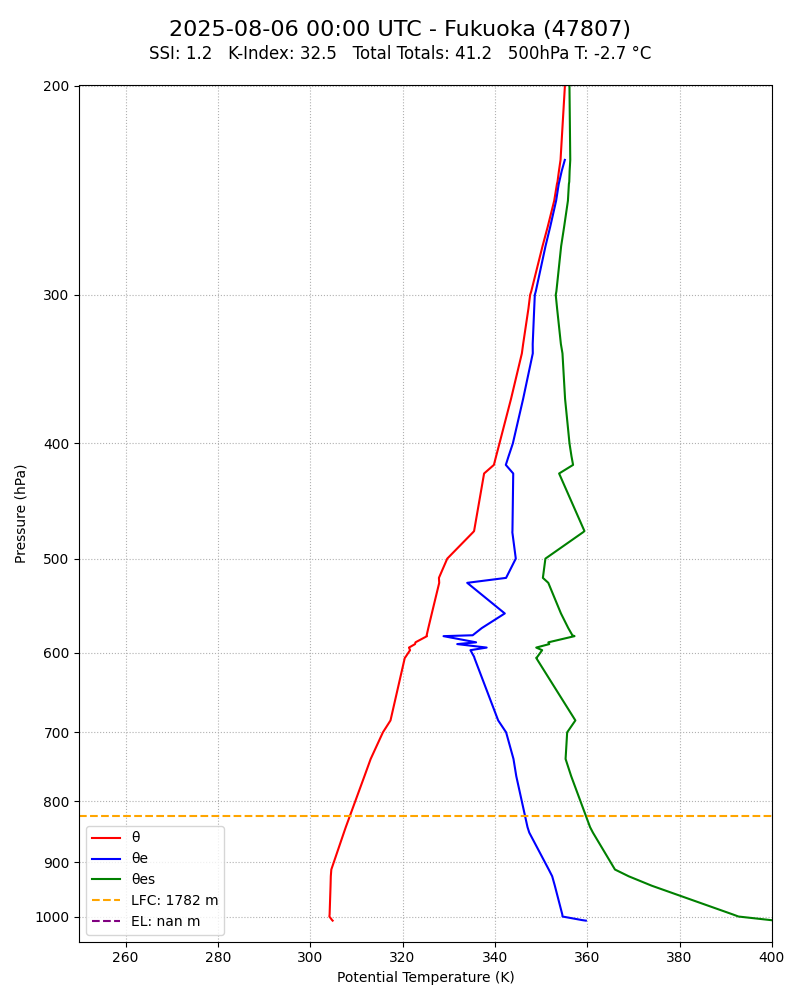 2025-08-06 00:00 UTC - Fukuoka (47807)
SSI: 1.2   K-Index: 32.5   Total Totals: 41.2   500hPa T: -2.7 °C
200
300
400
500
600
700
800
900
1000
Pressure (hPa)
θ
θe
θes
LFC: 1782 m
EL: nan m
260
280
300
320
340
360
380
400
Potential Temperature (K)